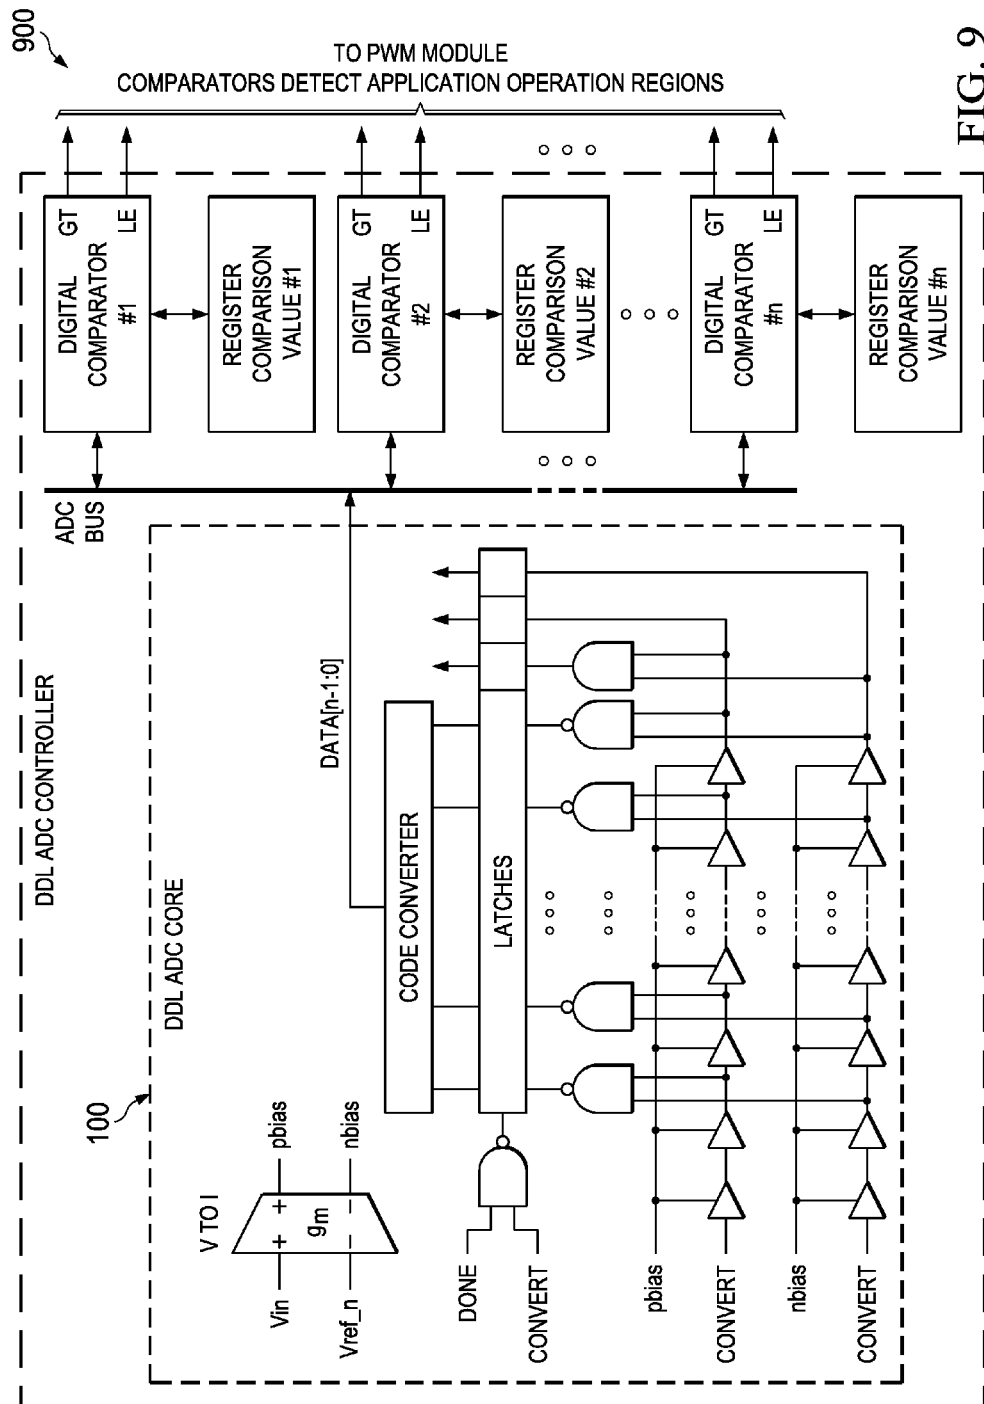 900
TO PWM MODULE
COMPARATORS DETECT APPLICATION OPERATION REGIONS
DDL ADC CONTROLLER
DIGITAL
COMPARATOR
#1
GT
LE
REGISTER
COMPARISON
VALUE #1
DIGITAL
COMPARATOR
#2
GT
LE
REGISTER
COMPARISON
VALUE #2
DIGITAL
COMPARATOR
#n
GT
LE
REGISTER
COMPARISON
VALUE #n
ADC
BUS
100
DDL ADC CORE
DATA[n-1:0]
V TO I
Vin
+ +
pbias
gm
Vref_n
– –
nbias
CODE CONVERTER
LATCHES
DONE
CONVERT
pbias
CONVERT
nbias
CONVERT
FIG. 9